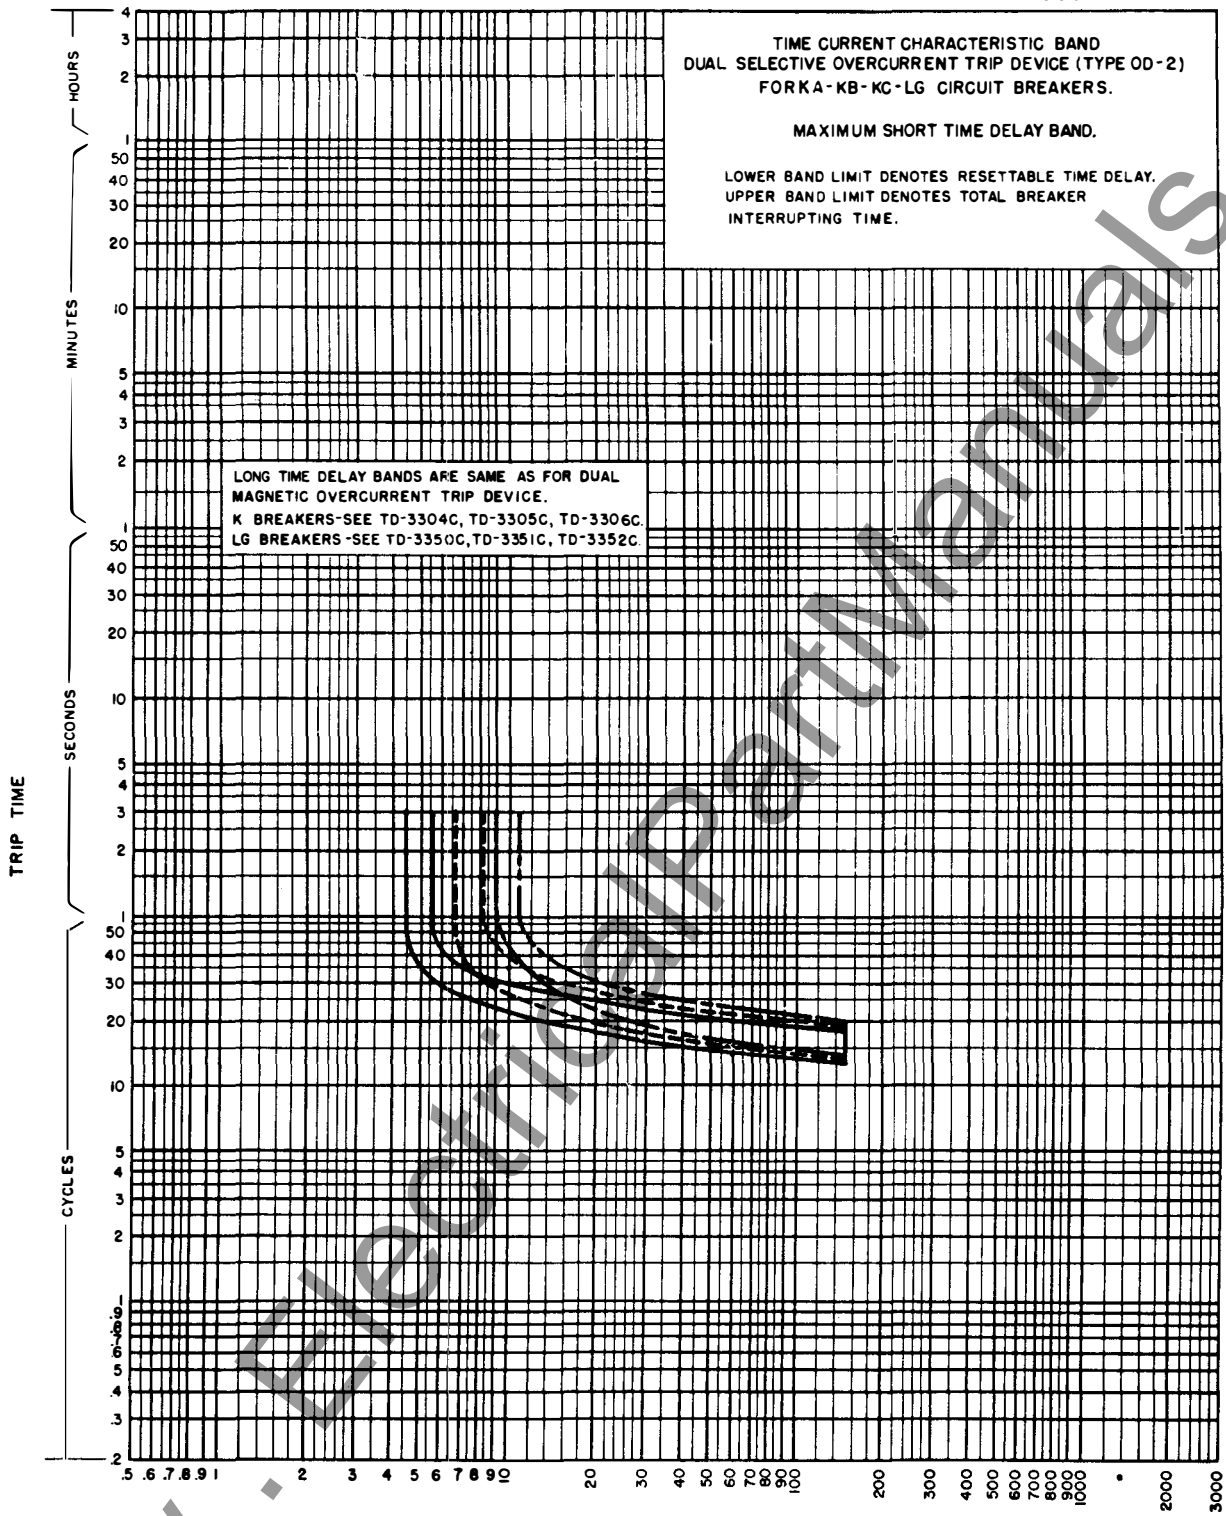 TIME CURRENT CHARACTERISTIC BAND
DUAL SELECTIVE OVERCURRENT TRIP DEVICE (TYPE OD-2)
FOR KA-KB-KC-LG CIRCUIT BREAKERS.
MAXIMUM SHORT TIME DELAY BAND.
LOWER BAND LIMIT DENOTES RESETTABLE TIME DELAY.
UPPER BAND LIMIT DENOTES TOTAL BREAKER
INTERRUPTING TIME.
LONG TIME DELAY BANDS ARE SAME AS FOR DUAL
MAGNETIC OVERCURRENT TRIP DEVICE.
K BREAKERS-SEE TD-3304C, TD-3305C, TD-3306C.
LG BREAKERS-SEE TD-3350C, TD-3351C, TD-3352C.
TRIP TIME
HOURS
4
3
2
1
MINUTES
50
40
30
20
10
5
4
3
2
1
SECONDS
50
40
30
20
10
5
4
3
2
1
CYCLES
50
40
30
20
10
5
4
3
2
1
.9
.8
.7
.6
.5
.4
.3
.2
.5 .6 .7 .8 .9 1 2 3 4 5 6 7 8 9 10 20 30 40 50 60 70 80 90 100 200 300 400 500 600 700 800 900 1000 2000 3000
. ElectricalPartManuals